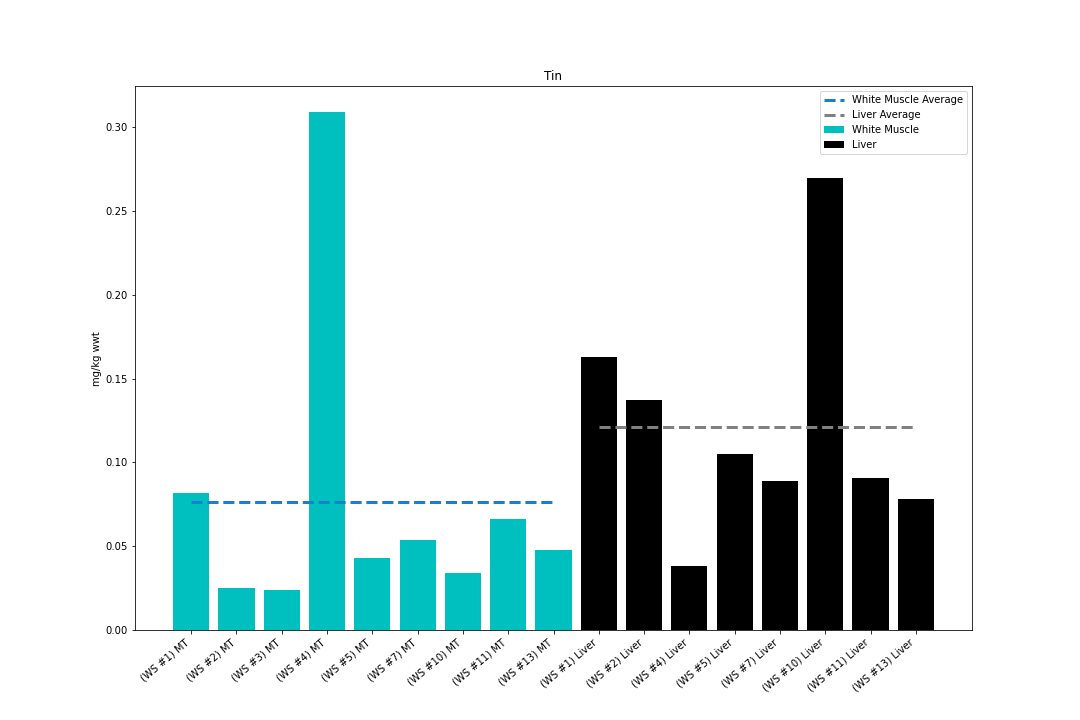 Tin
White Muscle Average
Liver Average
White Muscle
Liver
mg/kg wwt
0.30
0.25
0.20
0.15
0.10
0.05
0.00
(WS #1) MT
(WS #2) MT
(WS #3) MT
(WS #4) MT
(WS #5) MT
(WS #7) MT
(WS #10) MT
(WS #11) MT
(WS #13) MT
(WS #1) Liver
(WS #2) Liver
(WS #4) Liver
(WS #5) Liver
(WS #7) Liver
(WS #10) Liver
(WS #11) Liver
(WS #13) Liver